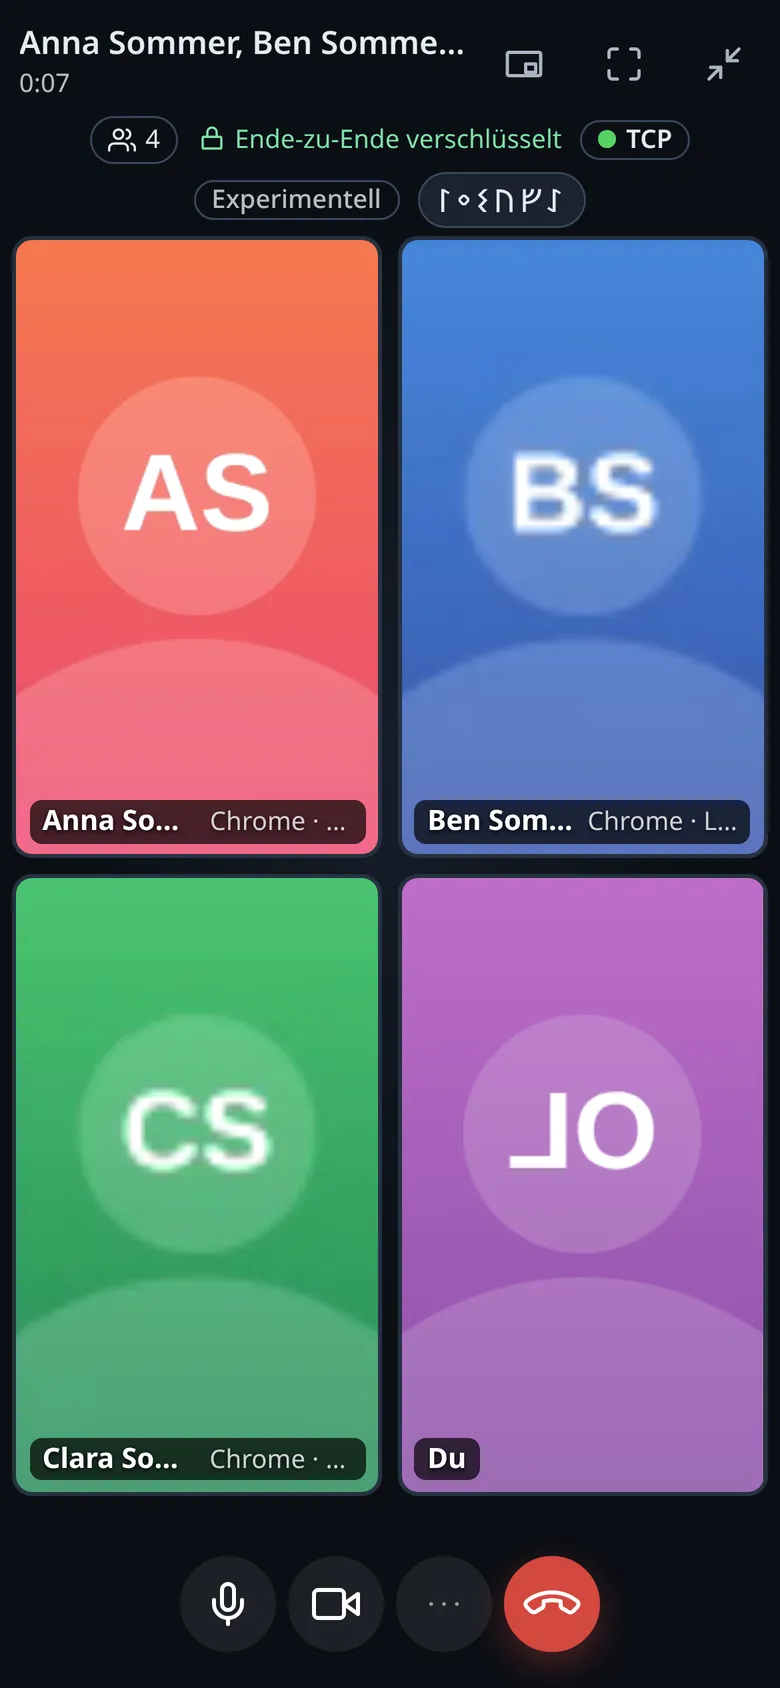 Anna Sommer, Ben Somme...
0:07
4 Ende-zu-Ende verschlüsselt TCP
Experimentell
AS
BS
Anna So... Chrome · ...
Ben Som... Chrome · L...
CS
OL
Clara So... Chrome · ...
Du